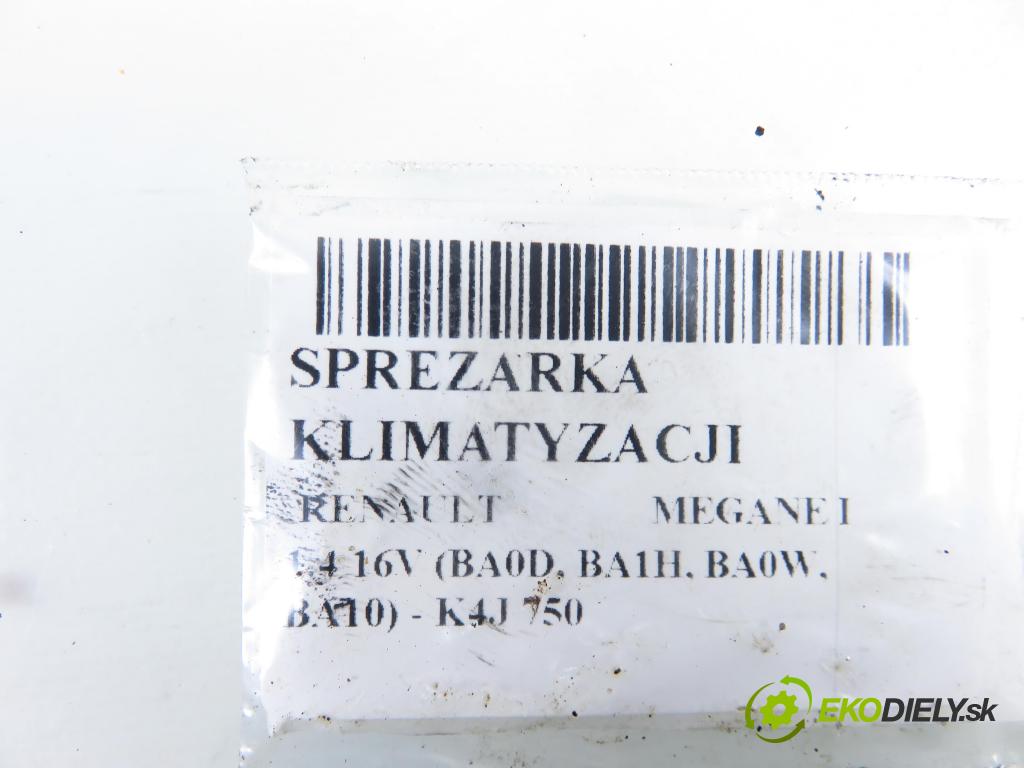 SPREZARKA
KLIMATYZACJI
RENAULT MEGANE I
1.4 16V (BA0D, BA1H, BA0W,
BA10) - K4J 750
EKODIELY.sk